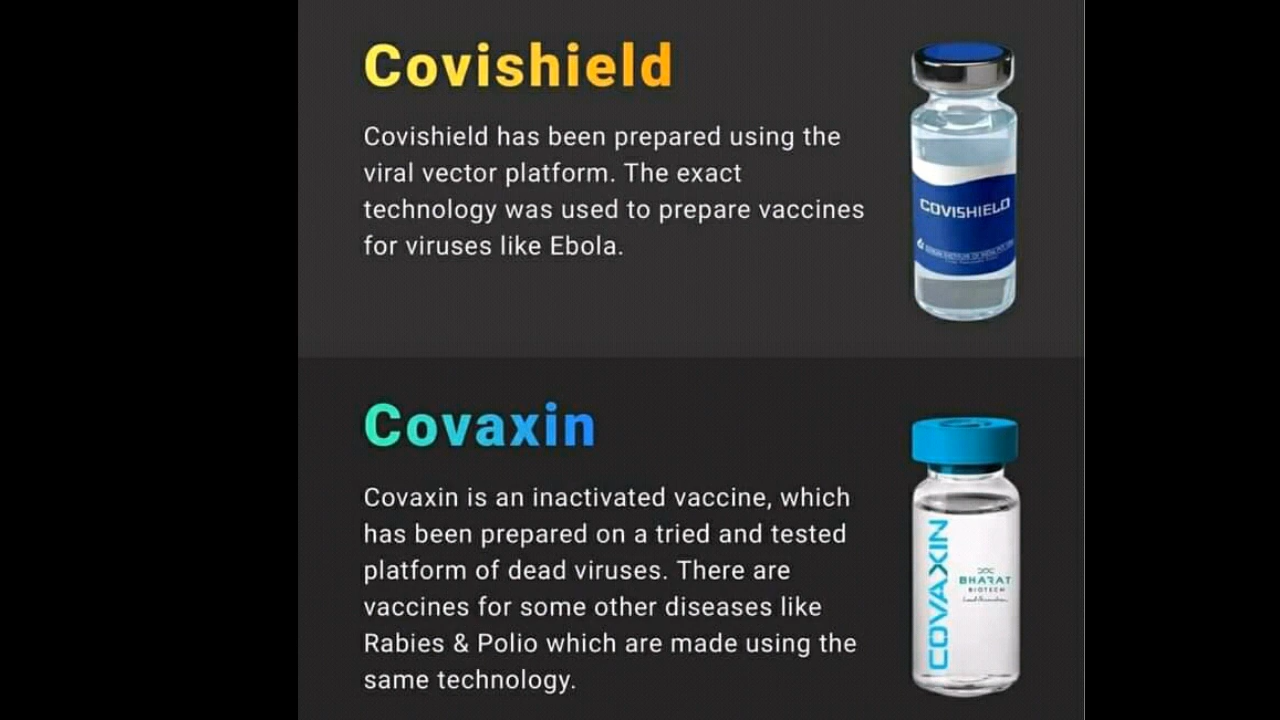 Covishield
Covishield has been prepared using the
viral vector platform. The exact
technology was used to prepare vaccines
for viruses like Ebola.
COVISHIELD
Covaxin
Covaxin is an inactivated vaccine, which
has been prepared on a tried and tested
platform of dead viruses. There are
vaccines for some other diseases like
Rabies & Polio which are made using the
same technology.
COVAXIN
BHARAT
BIOTECH